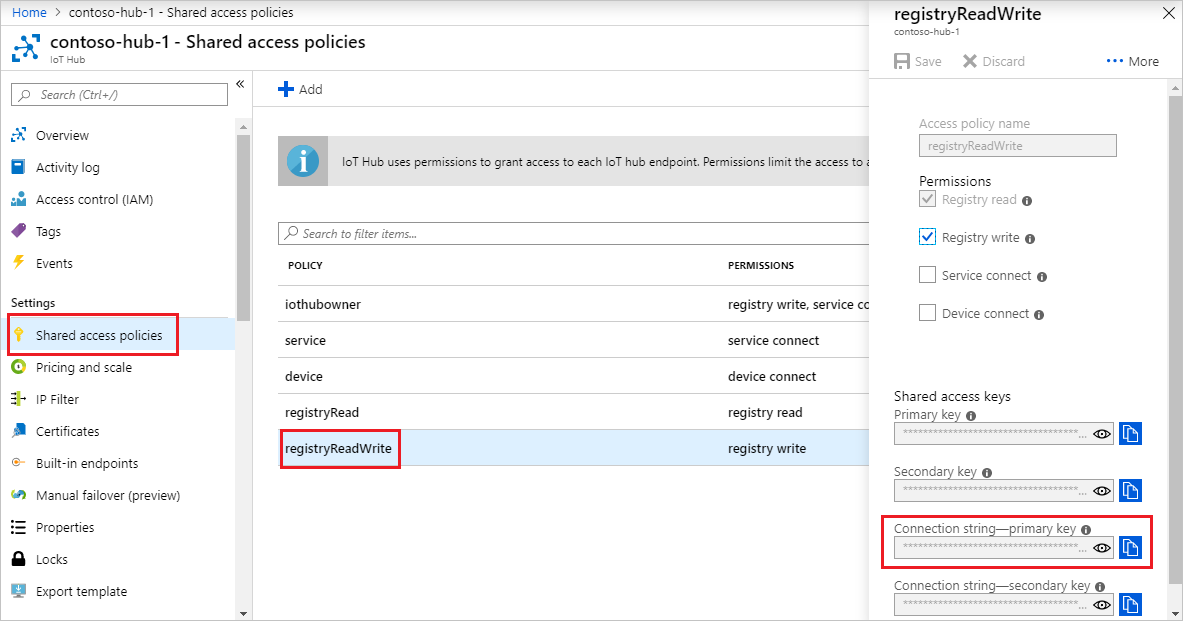 Home > contoso-hub-1 - Shared access policies
contoso-hub-1 - Shared access policies
IoT Hub
Search (Ctrl+/)
«
Overview
Activity log
Access control (IAM)
Tags
Events
Settings
Shared access policies
Pricing and scale
IP Filter
Certificates
Built-in endpoints
Manual failover (preview)
Properties
Locks
Export template
Add
IoT Hub uses permissions to grant access to each IoT hub endpoint. Permissions limit the access to a
Search to filter items...
POLICY PERMISSIONS
iothubowner registry write, service co
service service connect
device device connect
registryRead registry read
registryReadWrite registry write
registryReadWrite
contoso-hub-1
Save Discard ••• More
Access policy name
registryReadWrite
Permissions
Registry read
Registry write
Service connect
Device connect
Shared access keys
Primary key
***********************************...
Secondary key
***********************************...
Connection string—primary key
***********************************...
Connection string—secondary key
***********************************...